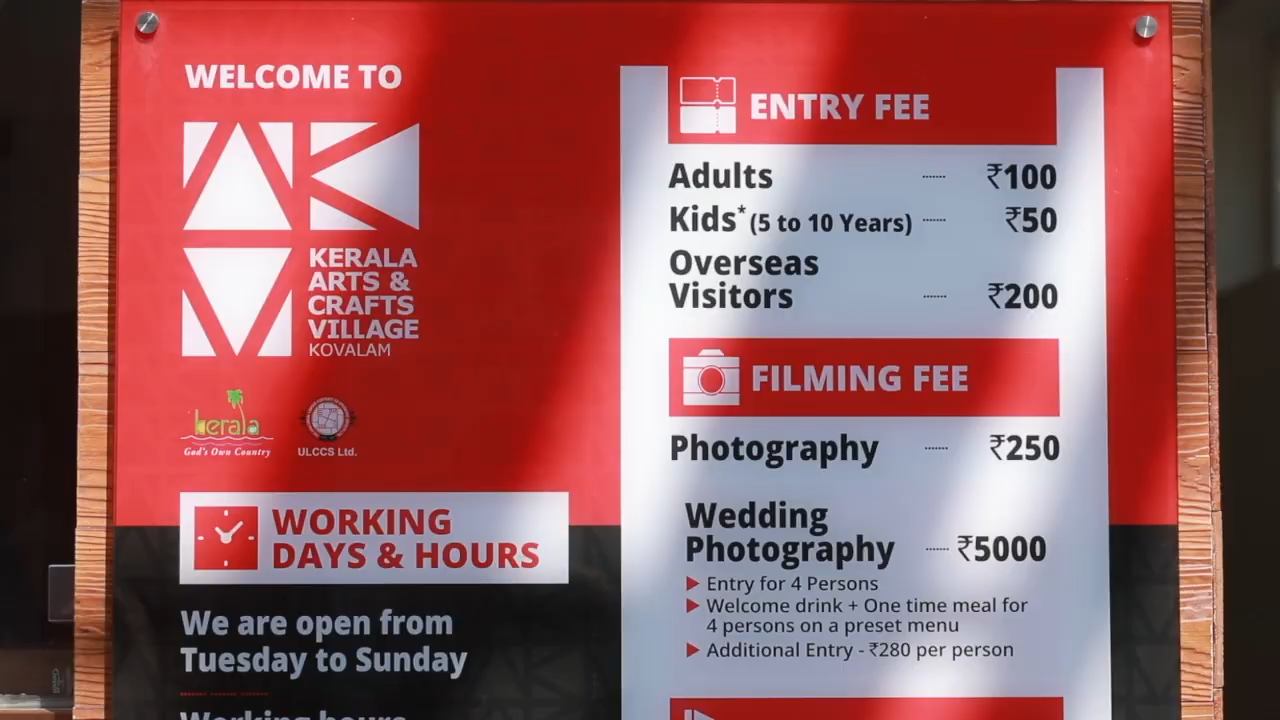 WELCOME TO
KERALA
ARTS &
CRAFTS
VILLAGE
KOVALAM
kerala
God's Own Country
ULCCS Ltd.
WORKING
DAYS & HOURS
We are open from
Tuesday to Sunday
Working hours
ENTRY FEE
Adults ....... ₹100
Kids* (5 to 10 Years) ....... ₹50
Overseas
Visitors ....... ₹200
FILMING FEE
Photography ....... ₹250
Wedding
Photography ....... ₹5000
Entry for 4 Persons
Welcome drink + One time meal for
4 persons on a preset menu
Additional Entry - ₹280 per person